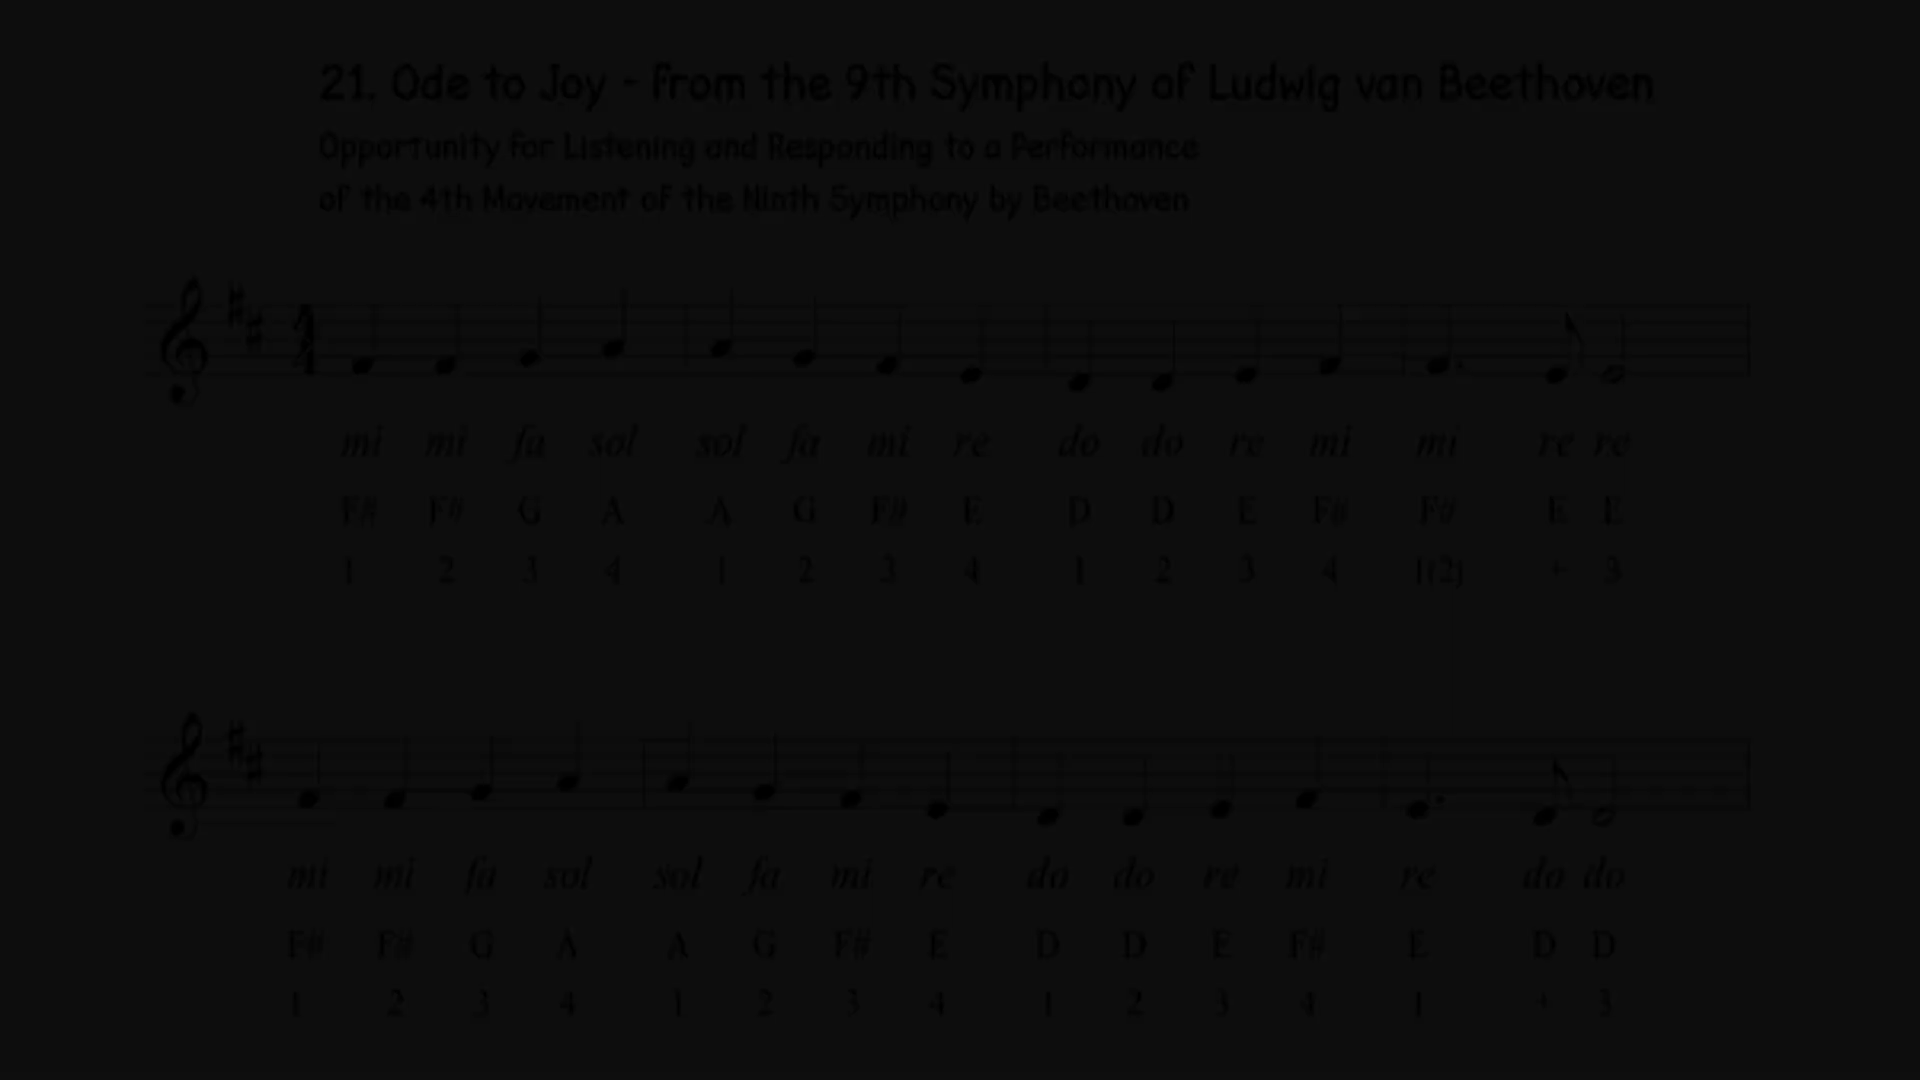 21. Ode to Joy - from the 9th Symphony of Ludwig van Beethoven
Opportunity for Listening and Responding to a Performance
of the 4th Movement of the Ninth Symphony by Beethoven
4
4
mi mi fa sol sol fa mi re do do re mi mi re re
F# F# G A A G F# E D D E F# F# E E
1 2 3 4 1 2 3 4 1 2 3 4 1(2) + 3
mi mi fa sol sol fa mi re do do re mi re do do
F# F# G A A G F# E D D E F# E D D
1 2 3 4 1 2 3 4 1 2 3 4 1 + 3